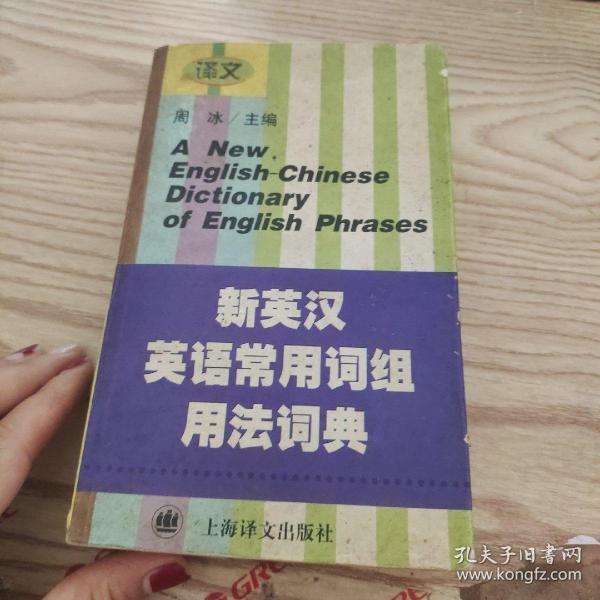 译文
周 冰/主编
A New
English-Chinese
Dictionary
of English Phrases
新英汉
英语常用词组
用法词典
上海译文出版社
孔夫子旧书网
www.kongfz.com